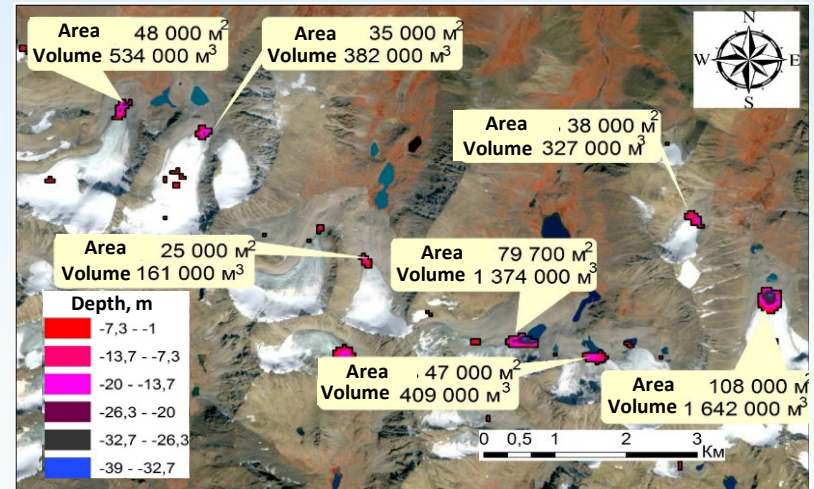 Area 48 000 м²
Volume 534 000 м³
Area 35 000 м²
Volume 382 000 м³
N
W E
S
Area 38 000 м²
Volume 327 000 м³
Area 25 000 м²
Volume 161 000 м³
Area 79 700 м²
Volume 1 374 000 м³
Depth, m
-7,3 - -1
-13,7 - -7,3
-20 - -13,7
-26,3 - -20
-32,7 - -26,3
-39 - -32,7
Area 47 000 м²
Volume 409 000 м³
Area 108 000 м²
Volume 1 642 000 м³
0 0,5 1 2 3
Км